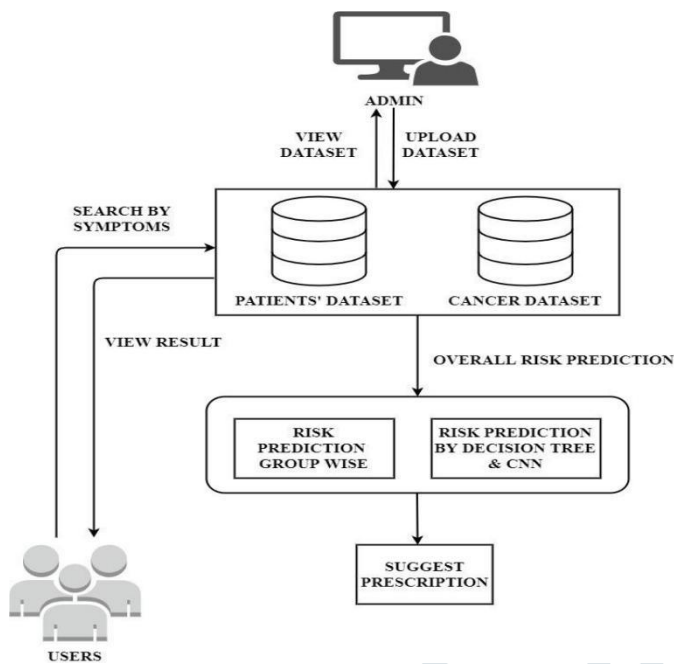 ADMIN
VIEW
DATASET
UPLOAD
DATASET
SEARCH BY
SYMPTOMS
PATIENTS' DATASET
CANCER DATASET
VIEW RESULT
OVERALL RISK PREDICTION
RISK
PREDICTION
GROUP WISE
RISK PREDICTION
BY DECISION TREE
& CNN
SUGGEST
PRESCRIPTION
USERS